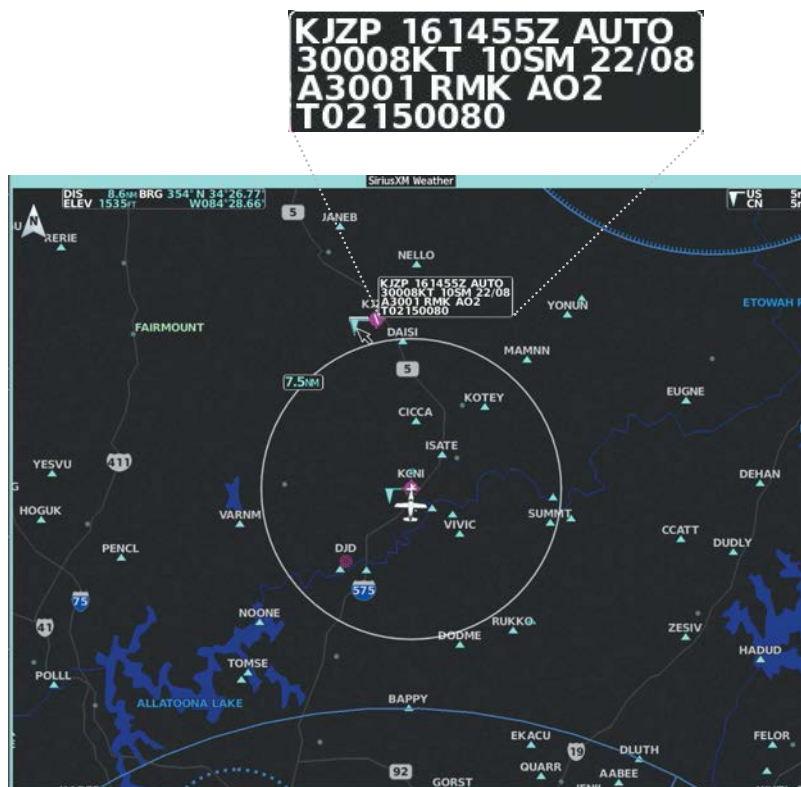 KJZP 161455Z AUTO
30008KT 10SM 22/08
A3001 RMK AO2
T02150080
SiriusXM Weather
DIS 8.6NM BRG 354° N 34°26.77'
ELEV 1535FT W084°28.66'
US
CN
N
5
JANEB
RERIE
NELLO
KJZP 161455Z AUTO
30008KT 10SM 22/08
A3001 RMK AO2
T02150080
YONUN
ETOWAH
FAIRMOUNT
DAISI
MAMNN
5
7.5NM
EUGNE
KOTEY
CICCA
ISATE
411
YESVU
KCNI
DEHAN
HOGUK
VARNM
VIVIC
SUMMT
CCATT
DUDLY
PENCL
DJD
575
75
NOONE
RUKKO
41
DODME
ZESIV
HADUD
TOMSE
POLLL
ALLATOONA LAKE
BAPPY
EKACU
19
DLUTH
FELOR
92
QUARR
AABEE
GORST